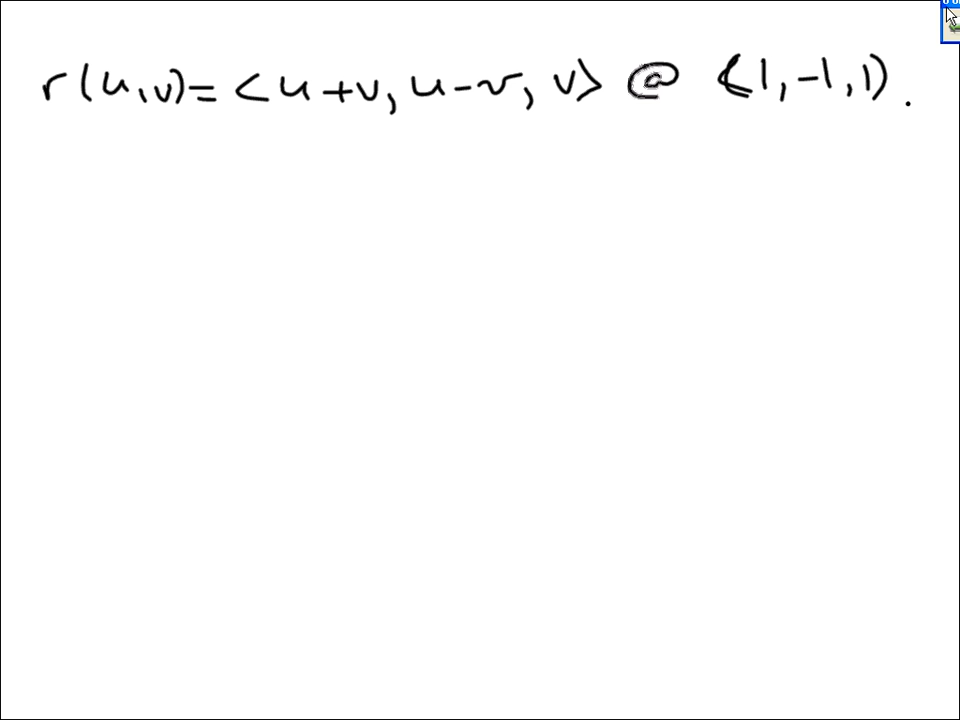 r(u,v)= <u+v, u-v, v> @ (1,-1,1).